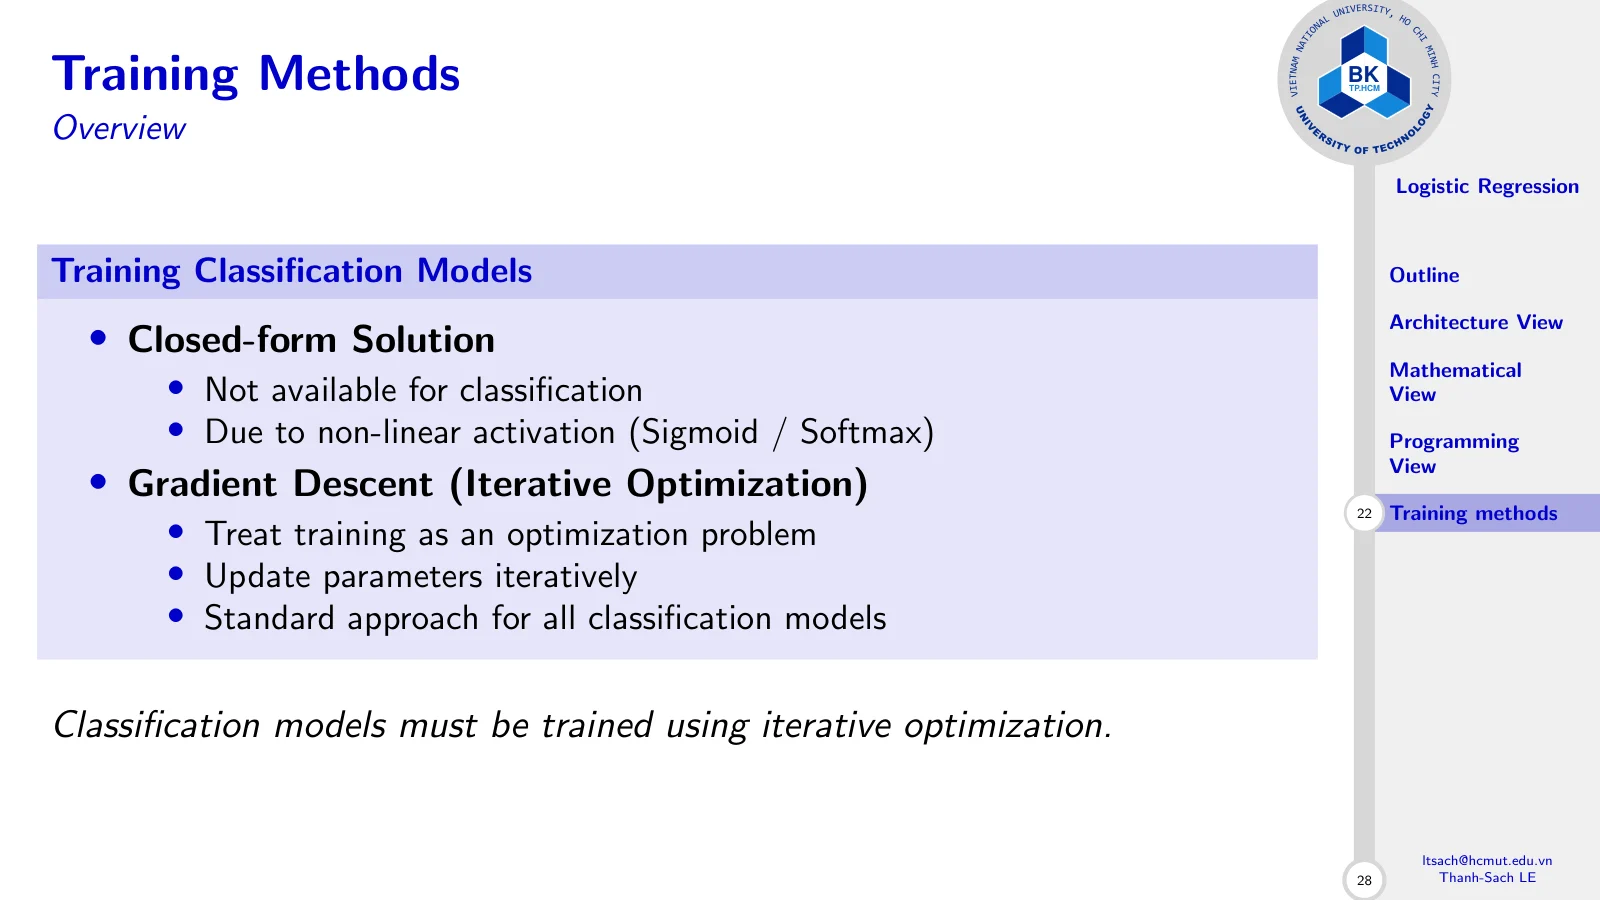 Training Methods
Overview
Training Classification Models
Closed-form Solution
Not available for classification
Due to non-linear activation (Sigmoid / Softmax)
Gradient Descent (Iterative Optimization)
Treat training as an optimization problem
Update parameters iteratively
Standard approach for all classification models
Classification models must be trained using iterative optimization.
VIETNAM NATIONAL UNIVERSITY, HO CHI MINH CITY
BK
TP.HCM
UNIVERSITY OF TECHNOLOGY
Logistic Regression
Outline
Architecture View
Mathematical
View
Programming
View
22 Training methods
ltsach@hcmut.edu.vn
Thanh-Sach LE
28